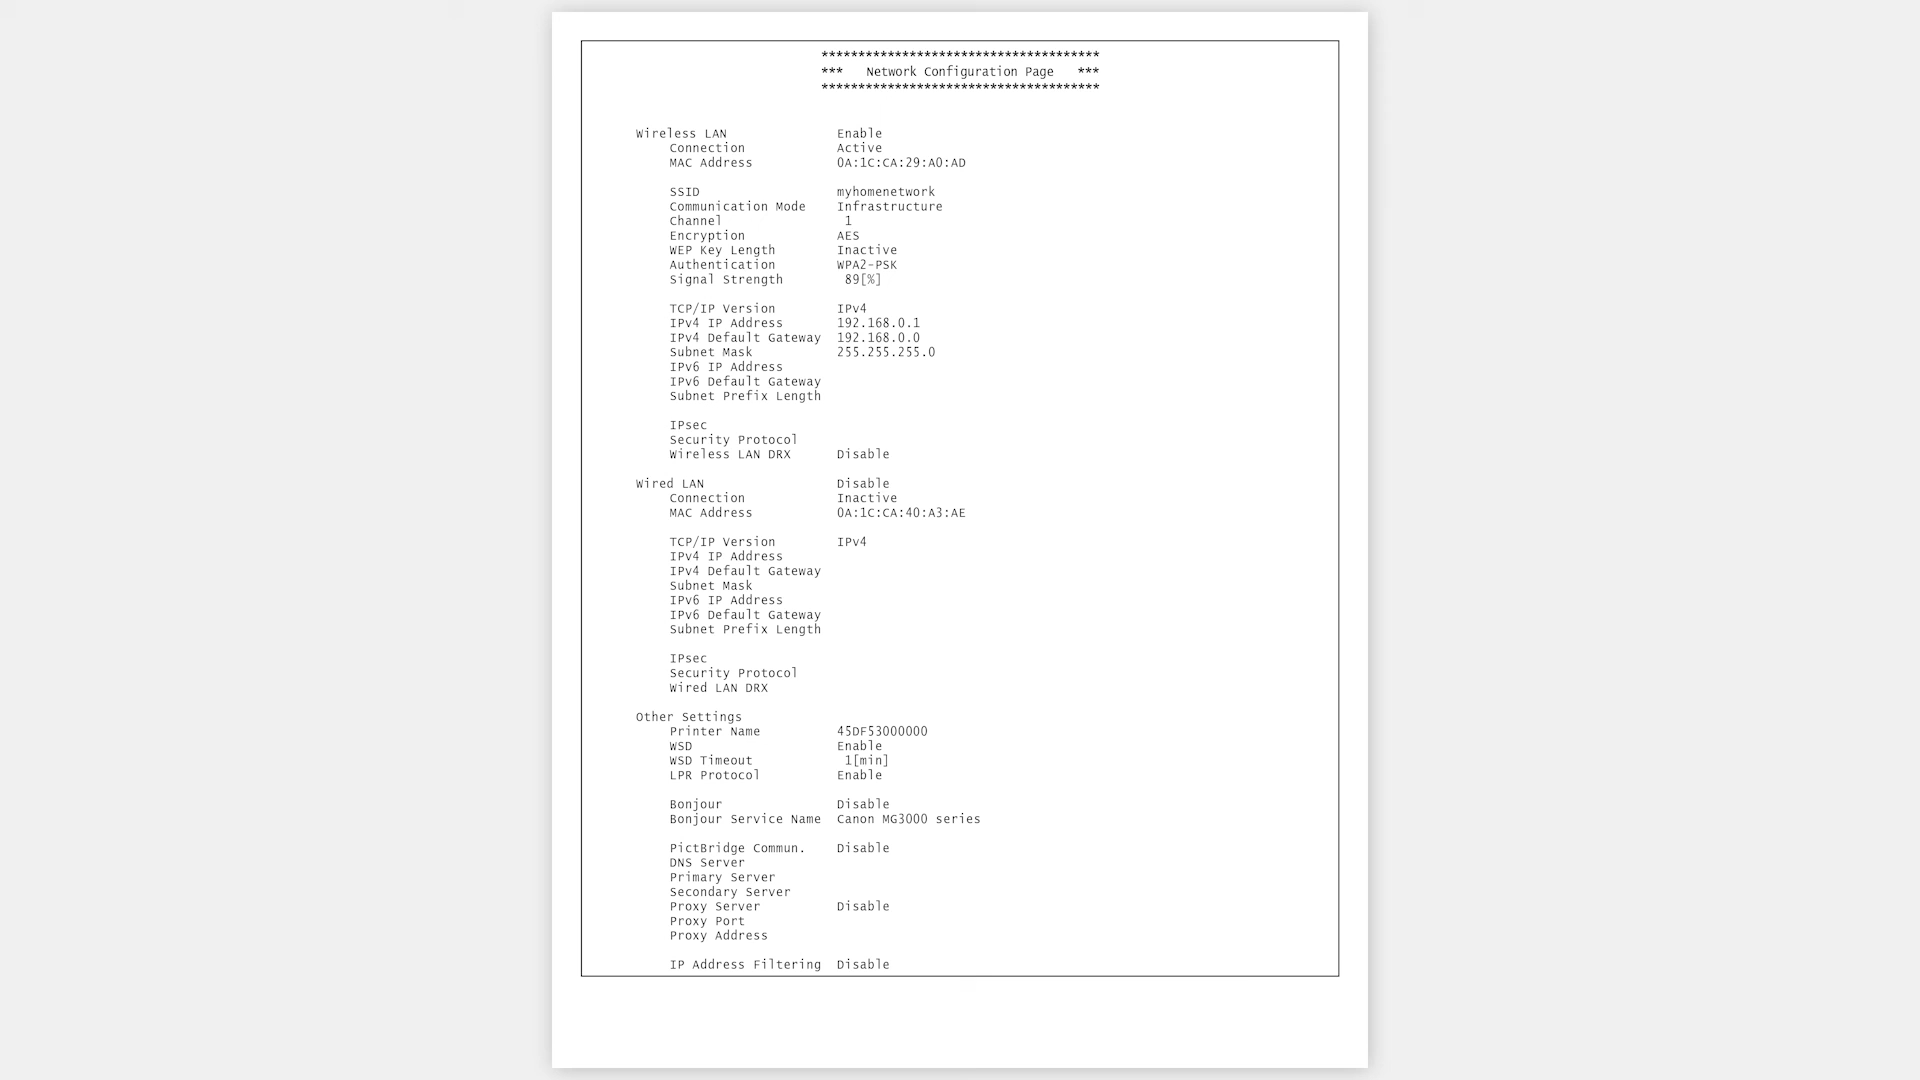 **************************************
*** Network Configuration Page ***
**************************************
Wireless LAN Enable
Connection Active
MAC Address 0A:1C:CA:29:A0:AD
SSID myhomenetwork
Communication Mode Infrastructure
Channel 1
Encryption AES
WEP Key Length Inactive
Authentication WPA2-PSK
Signal Strength 89[%]
TCP/IP Version IPv4
IPv4 IP Address 192.168.0.1
IPv4 Default Gateway 192.168.0.0
Subnet Mask 255.255.255.0
IPv6 IP Address
IPv6 Default Gateway
Subnet Prefix Length
IPsec
Security Protocol
Wireless LAN DRX Disable
Wired LAN Disable
Connection Inactive
MAC Address 0A:1C:CA:40:A3:AE
TCP/IP Version IPv4
IPv4 IP Address
IPv4 Default Gateway
Subnet Mask
IPv6 IP Address
IPv6 Default Gateway
Subnet Prefix Length
IPsec
Security Protocol
Wired LAN DRX
Other Settings
Printer Name 45DF53000000
WSD Enable
WSD Timeout 1[min]
LPR Protocol Enable
Bonjour Disable
Bonjour Service Name Canon MG3000 series
PictBridge Commun. Disable
DNS Server
Primary Server
Secondary Server
Proxy Server Disable
Proxy Port
Proxy Address
IP Address Filtering Disable